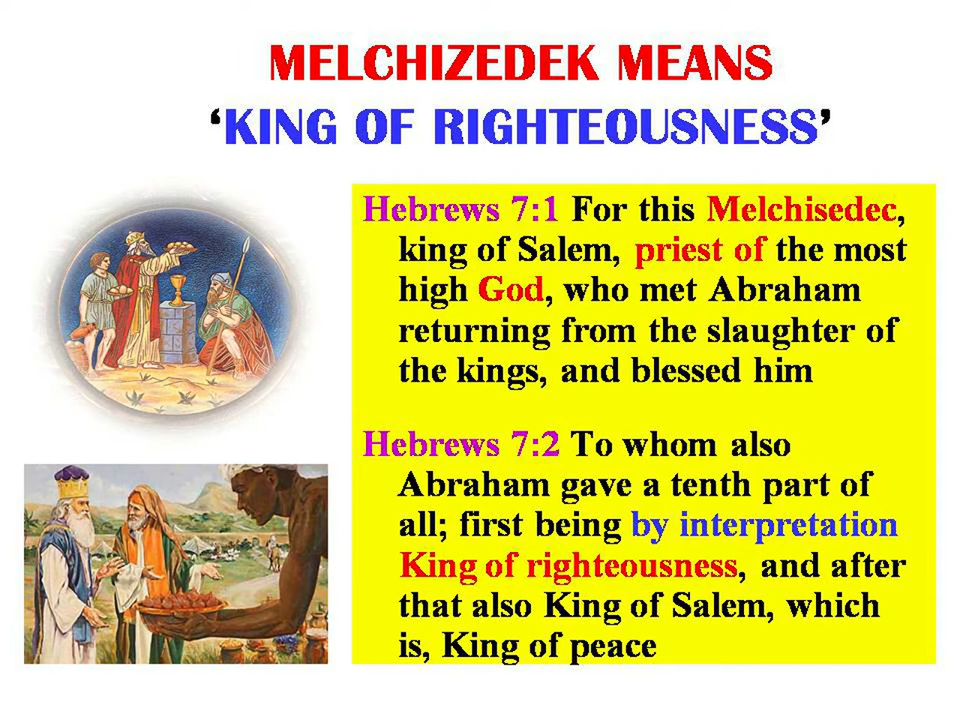 MELCHIZEDEK MEANS
‘KING OF RIGHTEOUSNESS’
Hebrews 7:1 For this Melchisedec,
king of Salem, priest of the most
high God, who met Abraham
returning from the slaughter of
the kings, and blessed him
Hebrews 7:2 To whom also
Abraham gave a tenth part of
all; first being by interpretation
King of righteousness, and after
that also King of Salem, which
is, King of peace